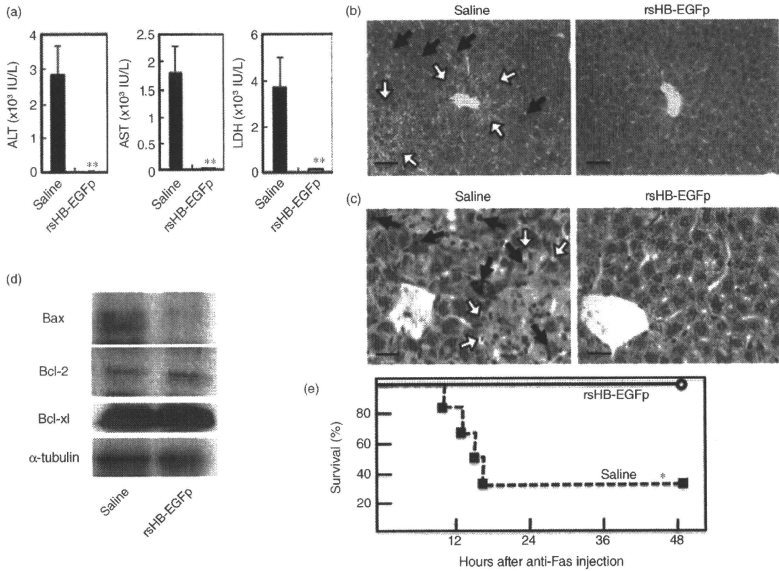 (a)
ALT (x10³ IU/L)
4
3
2
1
0
Saline
rsHB-EGFp
**
AST (x10³ IU/L)
2.5
2
1.5
1
0.5
0
Saline
rsHB-EGFp
**
LDH (x10³ IU/L)
6
4
2
0
Saline
rsHB-EGFp
**
(b)
Saline
rsHB-EGFp
(c)
Saline
rsHB-EGFp
(d)
Bax
Bcl-2
Bcl-xl
α-tubulin
Saline
rsHB-EGFp
(e)
Survival (%)
80
60
40
20
rsHB-EGFp
Saline
*
12
24
36
48
Hours after anti-Fas injection